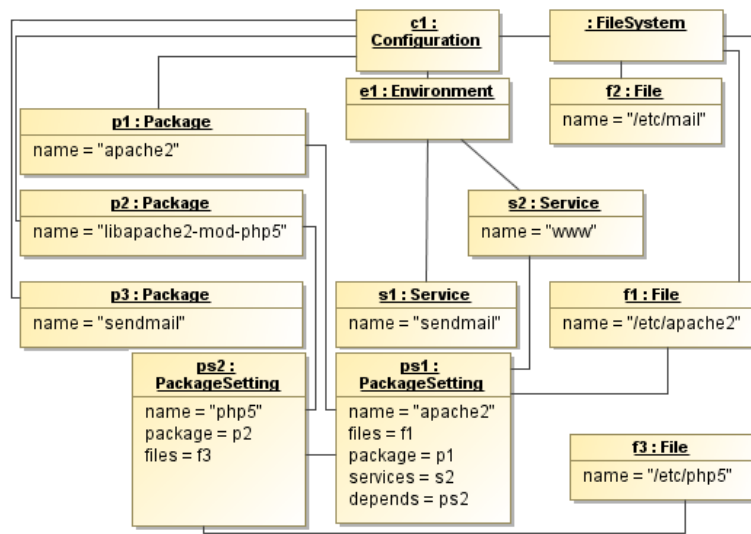 c1 :
Configuration
: FileSystem
e1 : Environment
f2 : File
name = "/etc/mail"
p1 : Package
name = "apache2"
p2 : Package
name = "libapache2-mod-php5"
s2 : Service
name = "www"
p3 : Package
name = "sendmail"
s1 : Service
name = "sendmail"
f1 : File
name = "/etc/apache2"
ps2 :
PackageSetting
name = "php5"
package = p2
files = f3
ps1 :
PackageSetting
name = "apache2"
files = f1
package = p1
services = s2
depends = ps2
f3 : File
name = "/etc/php5"